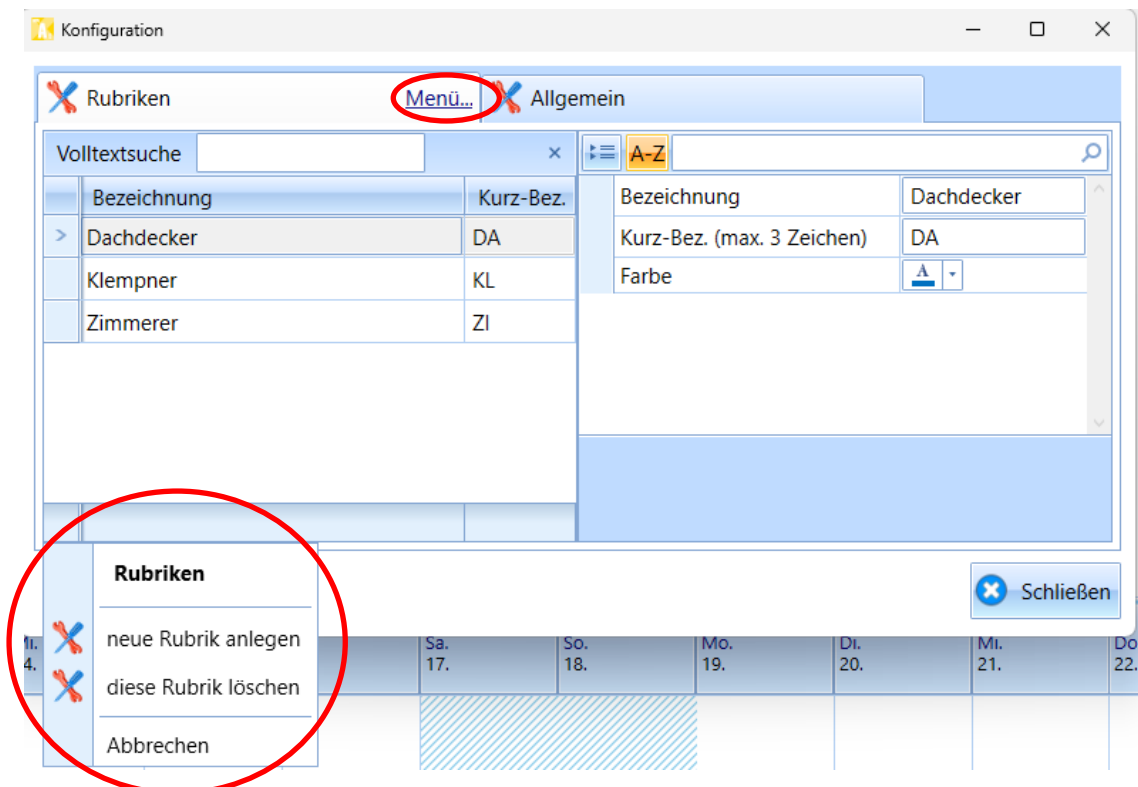 Konfiguration
Rubriken Menü... Allgemein
Volltextsuche × A-Z
Bezeichnung Kurz-Bez.
Dachdecker DA
Klempner KL
Zimmerer ZI
Bezeichnung Dachdecker
Kurz-Bez. (max. 3 Zeichen) DA
Farbe A
Rubriken
neue Rubrik anlegen
diese Rubrik löschen
Abbrechen
Schließen
Sa. So. Mo. Di. Mi. Do
17. 18. 19. 20. 21. 22.